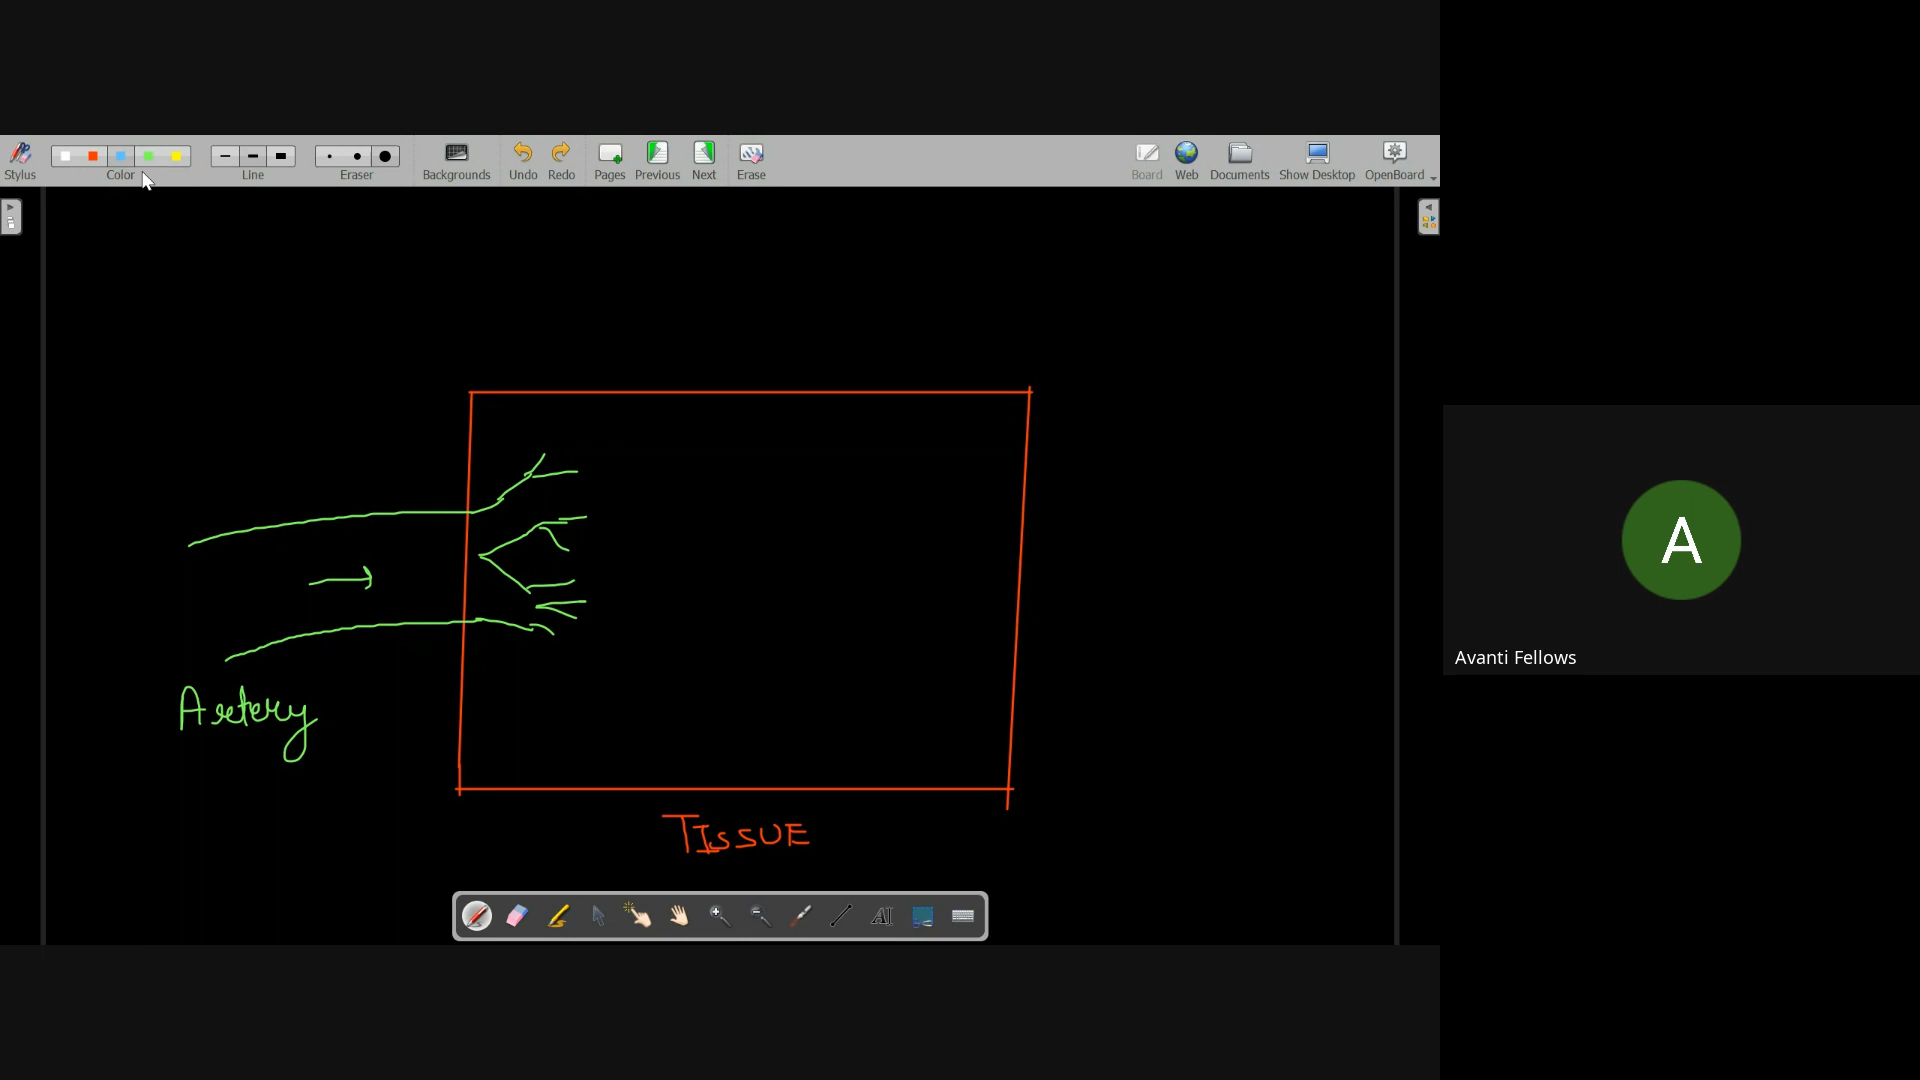 Stylus
Color
Line
Eraser
Backgrounds
Undo
Redo
Pages
Previous
Next
Erase
Board
Web
Documents
Show Desktop
OpenBoard
Artery
TISSUE
A
Avanti Fellows